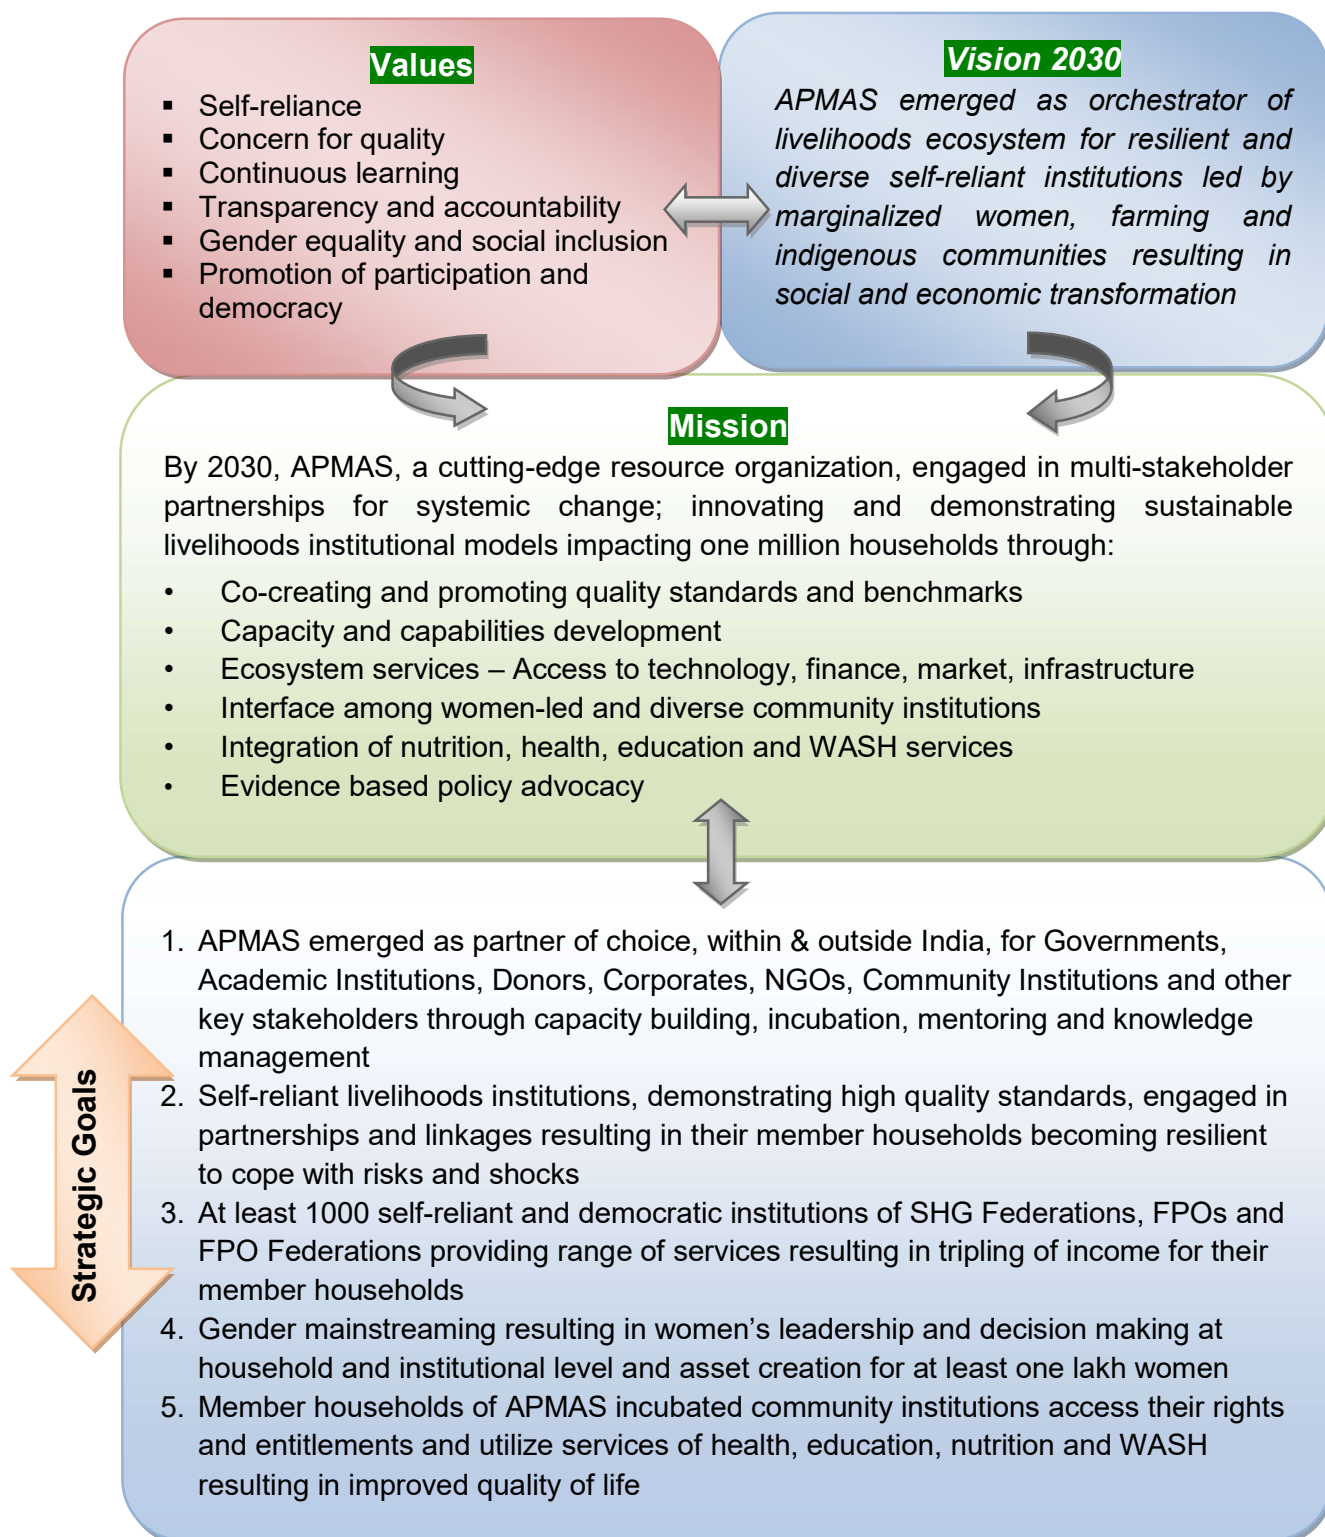 Values
▪ Self-reliance
▪ Concern for quality
▪ Continuous learning
▪ Transparency and accountability
▪ Gender equality and social inclusion
▪ Promotion of participation and
democracy
Vision 2030
APMAS emerged as orchestrator of
livelihoods ecosystem for resilient and
diverse self-reliant institutions led by
marginalized women, farming and
indigenous communities resulting in
social and economic transformation
Mission
By 2030, APMAS, a cutting-edge resource organization, engaged in multi-stakeholder
partnerships for systemic change; innovating and demonstrating sustainable
livelihoods institutional models impacting one million households through:
• Co-creating and promoting quality standards and benchmarks
• Capacity and capabilities development
• Ecosystem services – Access to technology, finance, market, infrastructure
• Interface among women-led and diverse community institutions
• Integration of nutrition, health, education and WASH services
• Evidence based policy advocacy
Strategic Goals
1. APMAS emerged as partner of choice, within & outside India, for Governments,
Academic Institutions, Donors, Corporates, NGOs, Community Institutions and other
key stakeholders through capacity building, incubation, mentoring and knowledge
management
2. Self-reliant livelihoods institutions, demonstrating high quality standards, engaged in
partnerships and linkages resulting in their member households becoming resilient
to cope with risks and shocks
3. At least 1000 self-reliant and democratic institutions of SHG Federations, FPOs and
FPO Federations providing range of services resulting in tripling of income for their
member households
4. Gender mainstreaming resulting in women’s leadership and decision making at
household and institutional level and asset creation for at least one lakh women
5. Member households of APMAS incubated community institutions access their rights
and entitlements and utilize services of health, education, nutrition and WASH
resulting in improved quality of life